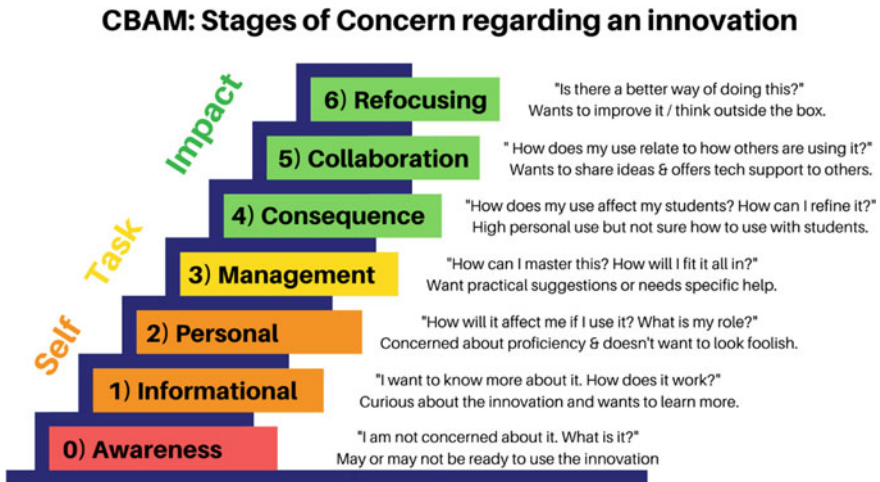 CBAM: Stages of Concern regarding an innovation
Impact
6) Refocusing
"Is there a better way of doing this?"
Wants to improve it / think outside the box.
5) Collaboration
" How does my use relate to how others are using it?"
Wants to share ideas & offers tech support to others.
4) Consequence
"How does my use affect my students? How can I refine it?"
High personal use but not sure how to use with students.
Task
3) Management
"How can I master this? How will I fit it all in?"
Want practical suggestions or needs specific help.
Self
2) Personal
"How will it affect me if I use it? What is my role?"
Concerned about proficiency & doesn't want to look foolish.
1) Informational
"I want to know more about it. How does it work?"
Curious about the innovation and wants to learn more.
0) Awareness
"I am not concerned about it. What is it?"
May or may not be ready to use the innovation